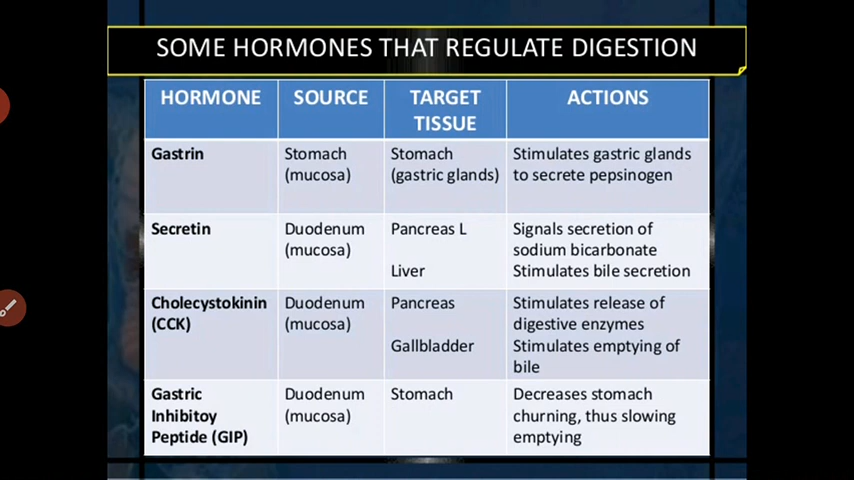 SOME HORMONES THAT REGULATE DIGESTION
HORMONE
SOURCE
TARGET
TISSUE
ACTIONS
Gastrin
Stomach
(mucosa)
Stomach
(gastric glands)
Stimulates gastric glands
to secrete pepsinogen
Secretin
Duodenum
(mucosa)
Pancreas L
Liver
Signals secretion of
sodium bicarbonate
Stimulates bile secretion
Cholecystokinin
(CCK)
Duodenum
(mucosa)
Pancreas
Gallbladder
Stimulates release of
digestive enzymes
Stimulates emptying of
bile
Gastric
Inhibitoy
Peptide (GIP)
Duodenum
(mucosa)
Stomach
Decreases stomach
churning, thus slowing
emptying